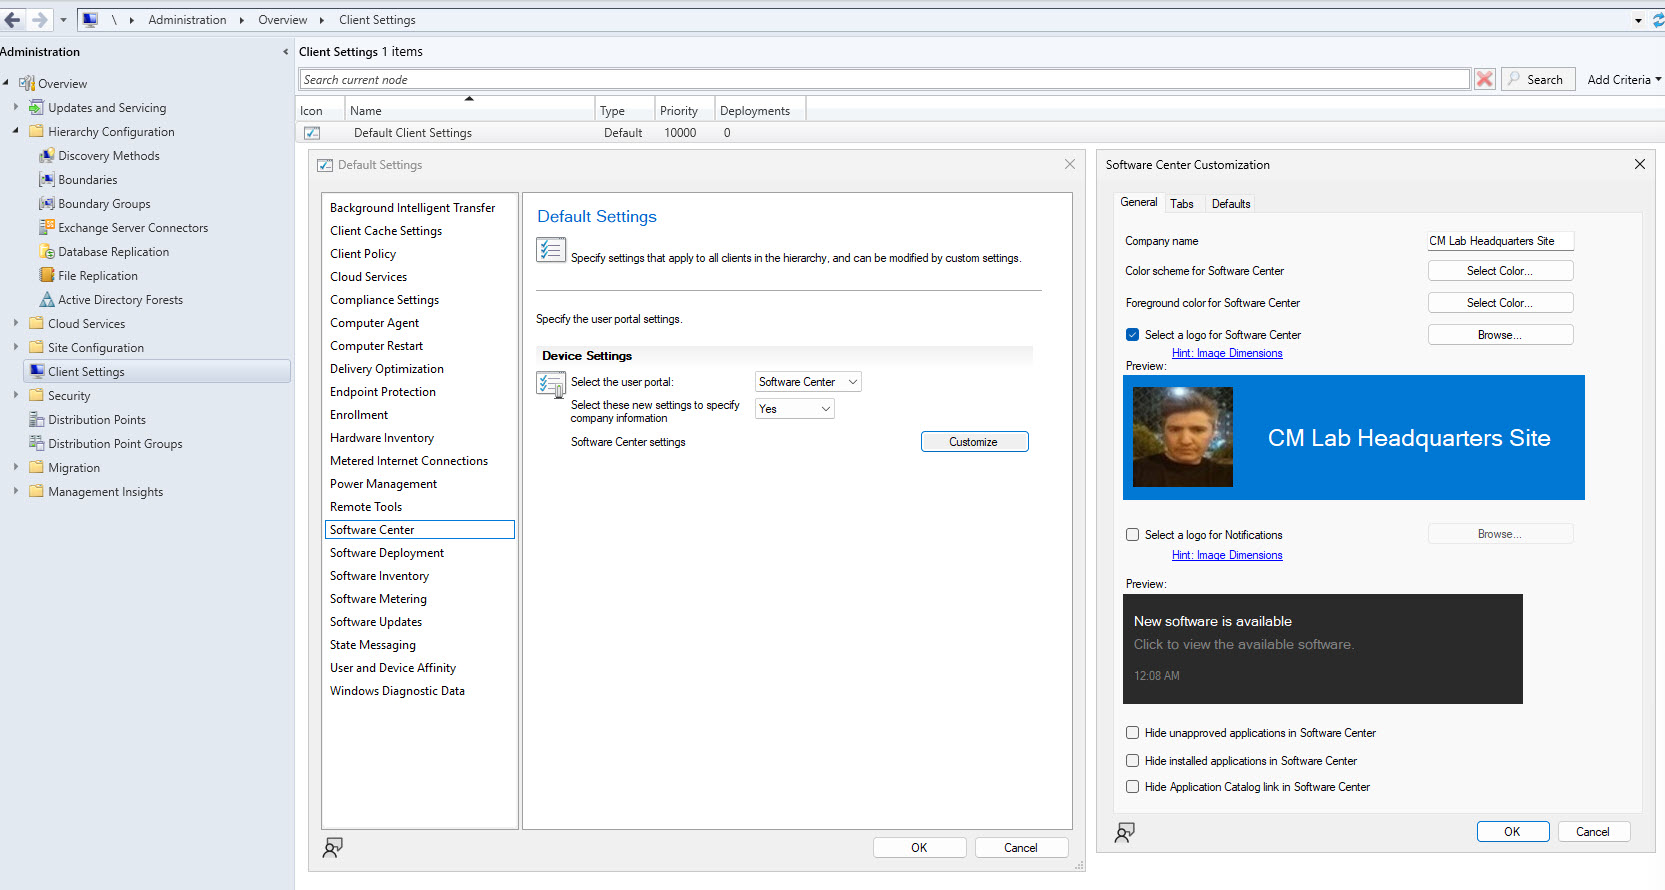 \ Administration Overview Client Settings
Administration
Overview
Updates and Servicing
Hierarchy Configuration
Discovery Methods
Boundaries
Boundary Groups
Exchange Server Connectors
Database Replication
File Replication
Active Directory Forests
Cloud Services
Site Configuration
Client Settings
Security
Distribution Points
Distribution Point Groups
Migration
Management Insights
Client Settings 1 items
Search current node
Search
Add Criteria
Icon Name Type Priority Deployments
Default Client Settings Default 10000 0
Default Settings
Background Intelligent Transfer
Client Cache Settings
Client Policy
Cloud Services
Compliance Settings
Computer Agent
Computer Restart
Delivery Optimization
Endpoint Protection
Enrollment
Hardware Inventory
Metered Internet Connections
Power Management
Remote Tools
Software Center
Software Deployment
Software Inventory
Software Metering
Software Updates
State Messaging
User and Device Affinity
Windows Diagnostic Data
Default Settings
Specify settings that apply to all clients in the hierarchy, and can be modified by custom settings.
Specify the user portal settings.
Device Settings
Select the user portal: Software Center
Select these new settings to specify
company information
Yes
Software Center settings Customize
OK Cancel
Software Center Customization
General Tabs Defaults
Company name CM Lab Headquarters Site
Color scheme for Software Center Select Color...
Foreground color for Software Center Select Color...
Select a logo for Software Center Browse...
Hint: Image Dimensions
Preview:
CM Lab Headquarters Site
Select a logo for Notifications Browse...
Hint: Image Dimensions
Preview:
New software is available
Click to view the available software.
12:08 AM
Hide unapproved applications in Software Center
Hide installed applications in Software Center
Hide Application Catalog link in Software Center
OK Cancel